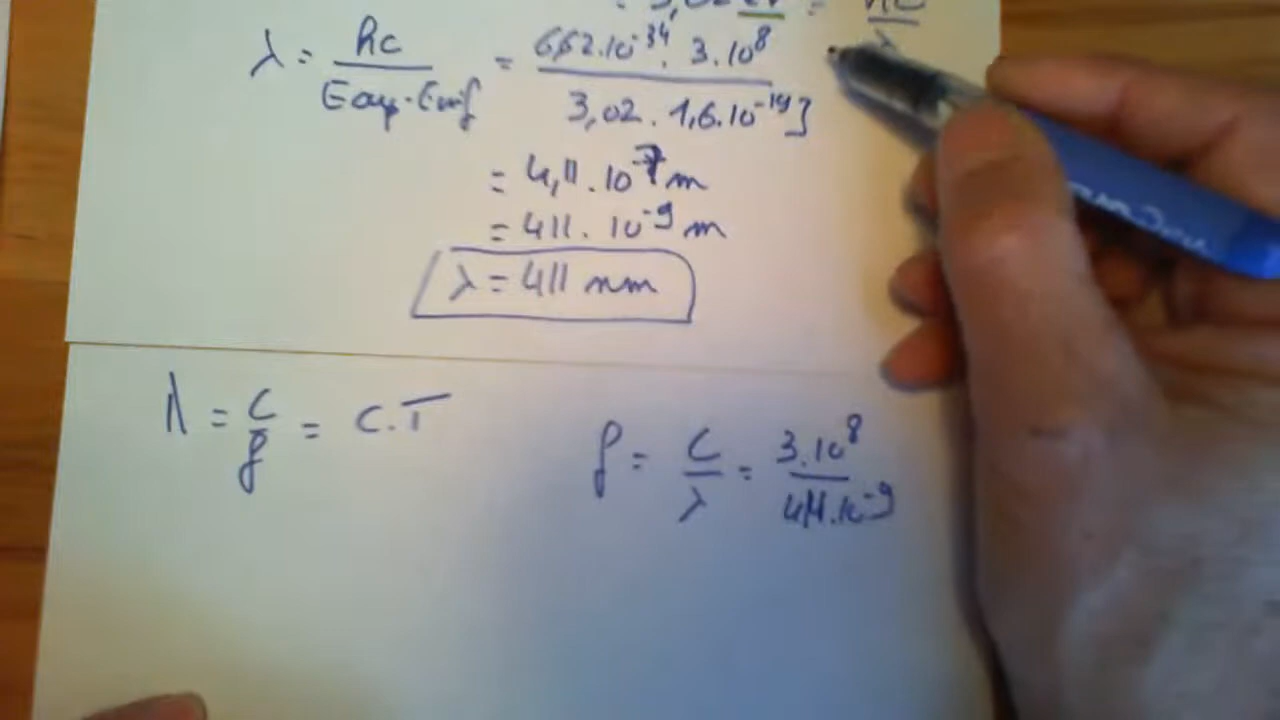 λ = hc / (Esup - Einf) = 6,62.10⁻³⁴ . 3.10⁸ / (3,02 . 1,6.10⁻¹⁹ J)
= 4,11.10⁻⁷ m
= 411.10⁻⁹ m
λ = 411 nm
λ = c/f = c.T
f = c/λ = 3.10⁸ / 411.10⁻⁹